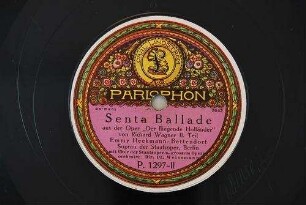 PARLOPHON
Senta Ballade
aus der Oper „Der fliegende Holländer"
von Richard Wagner II. Teil
Emmy Heckmann-Bettendorf
Sopran der Staatsoper, Berlin
P. 1297-II